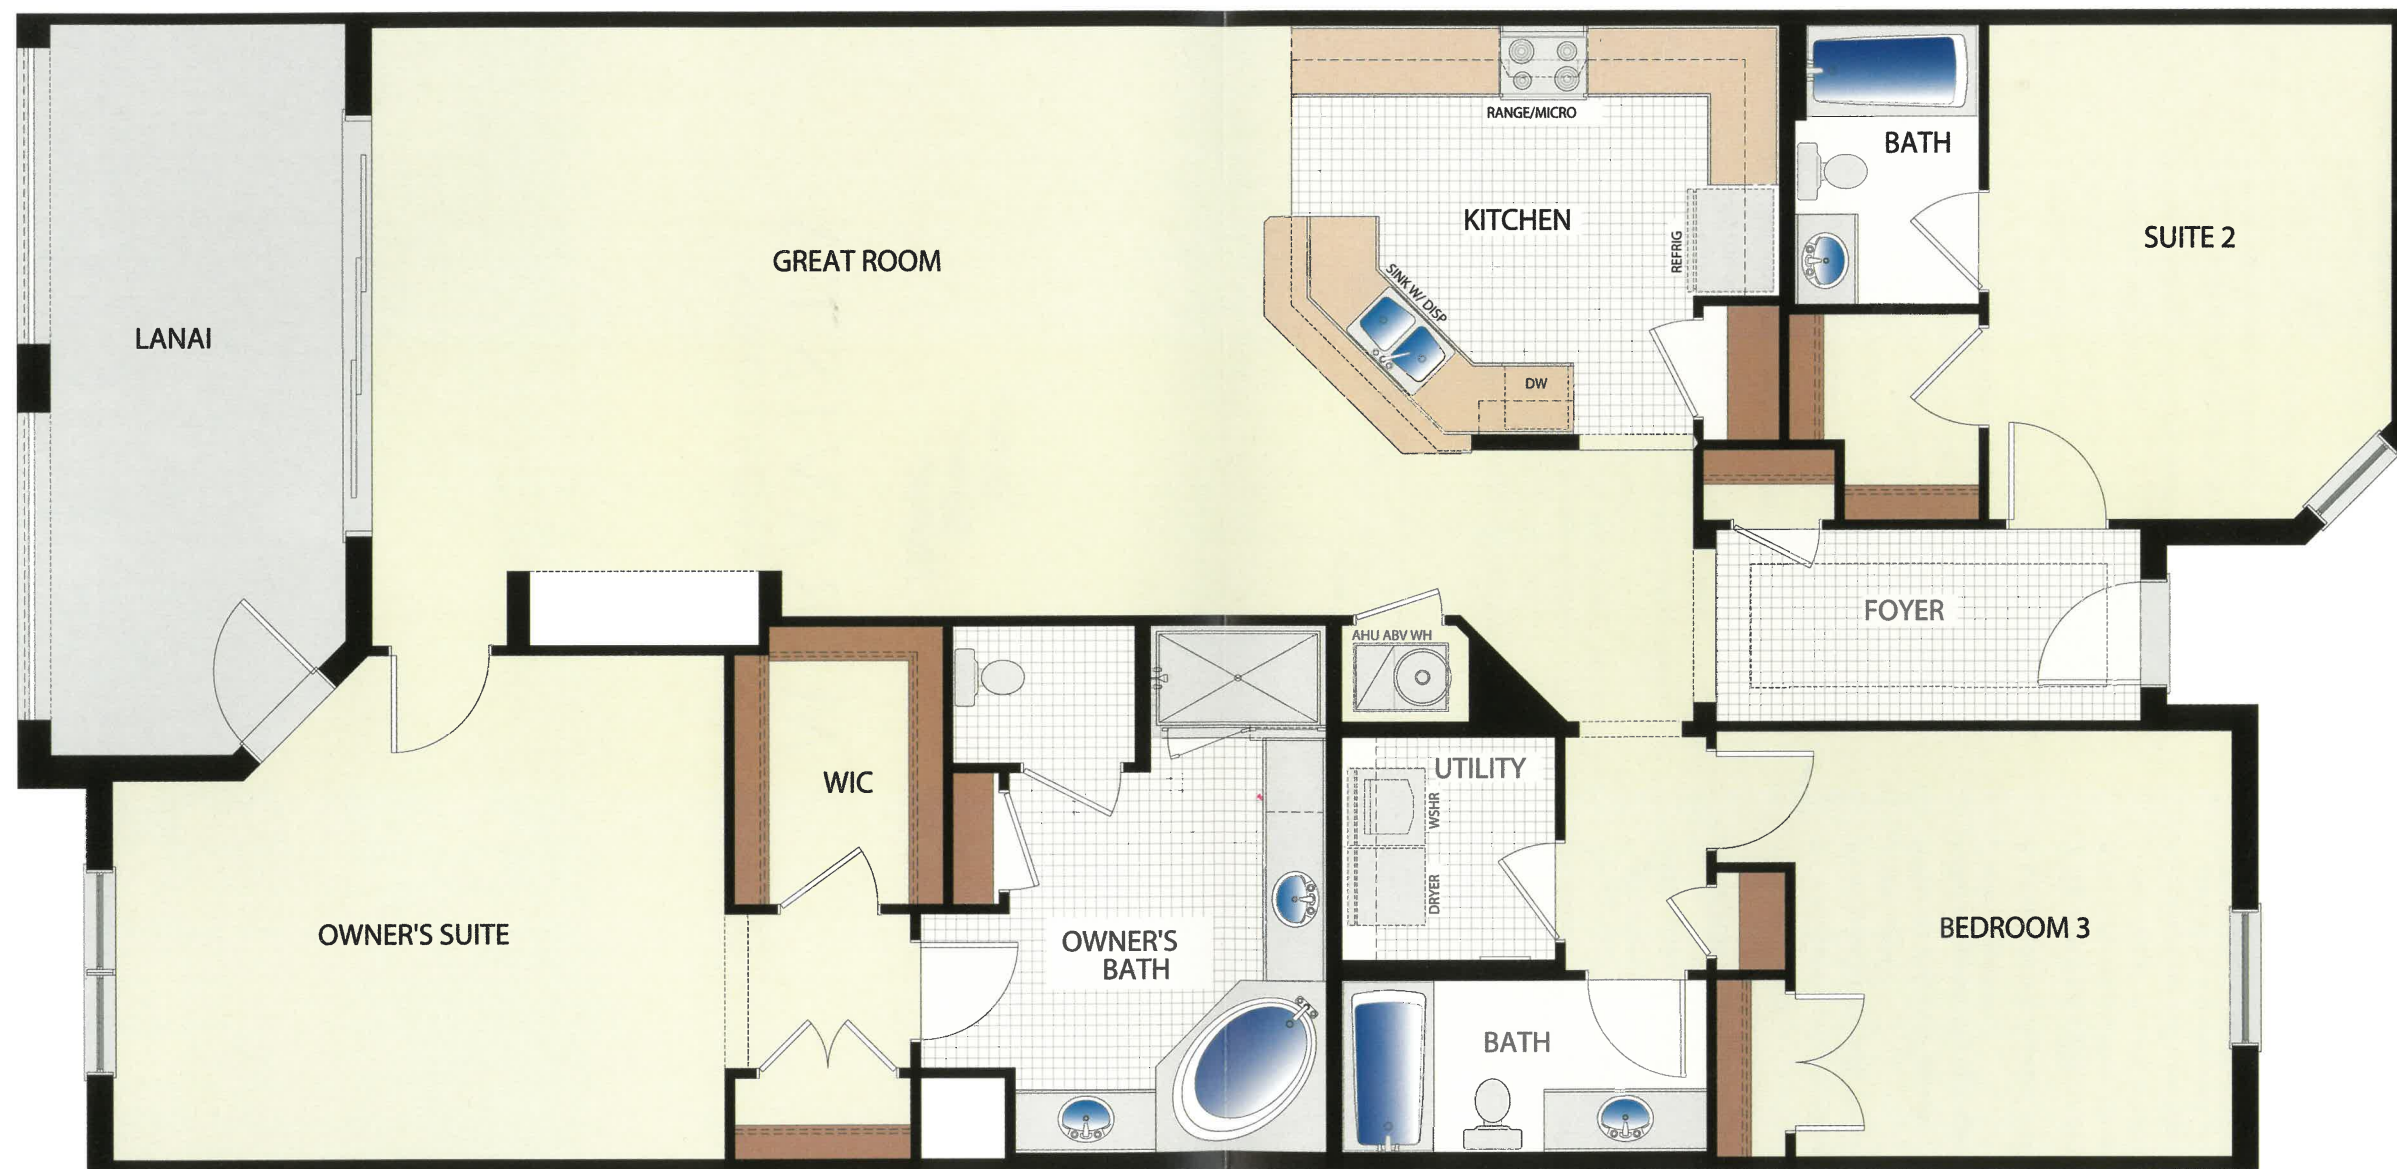 RANGE/MICRO
BATH
KITCHEN
REFRIG
SUITE 2
GREAT ROOM
SINK W/ DISP
LANAI
DW
FOYER
AHU ABV WH
UTILITY
WSHR
DRYER
WIC
OWNER'S SUITE
OWNER'S
BATH
BEDROOM 3
BATH